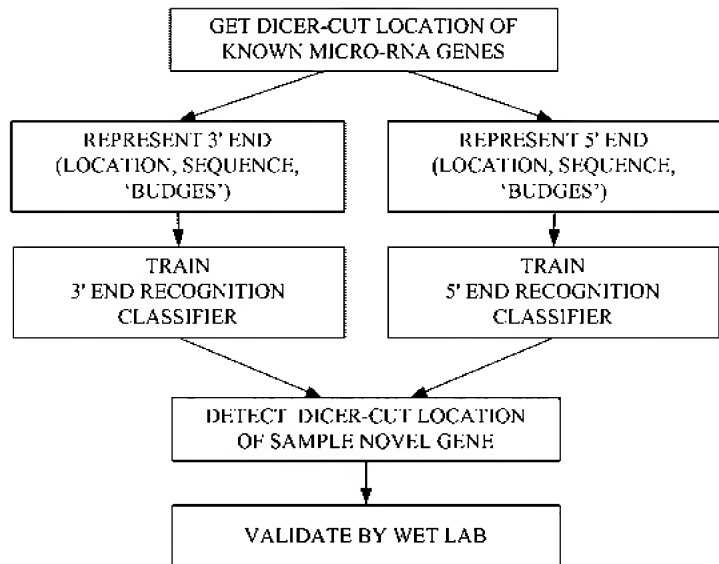 GET DICER-CUT LOCATION OF
KNOWN MICRO-RNA GENES
REPRESENT 3' END
(LOCATION, SEQUENCE,
‘BUDGES’)
REPRESENT 5' END
(LOCATION, SEQUENCE,
‘BUDGES’)
TRAIN
3' END RECOGNITION
CLASSIFIER
TRAIN
5' END RECOGNITION
CLASSIFIER
DETECT DICER-CUT LOCATION
OF SAMPLE NOVEL GENE
VALIDATE BY WET LAB